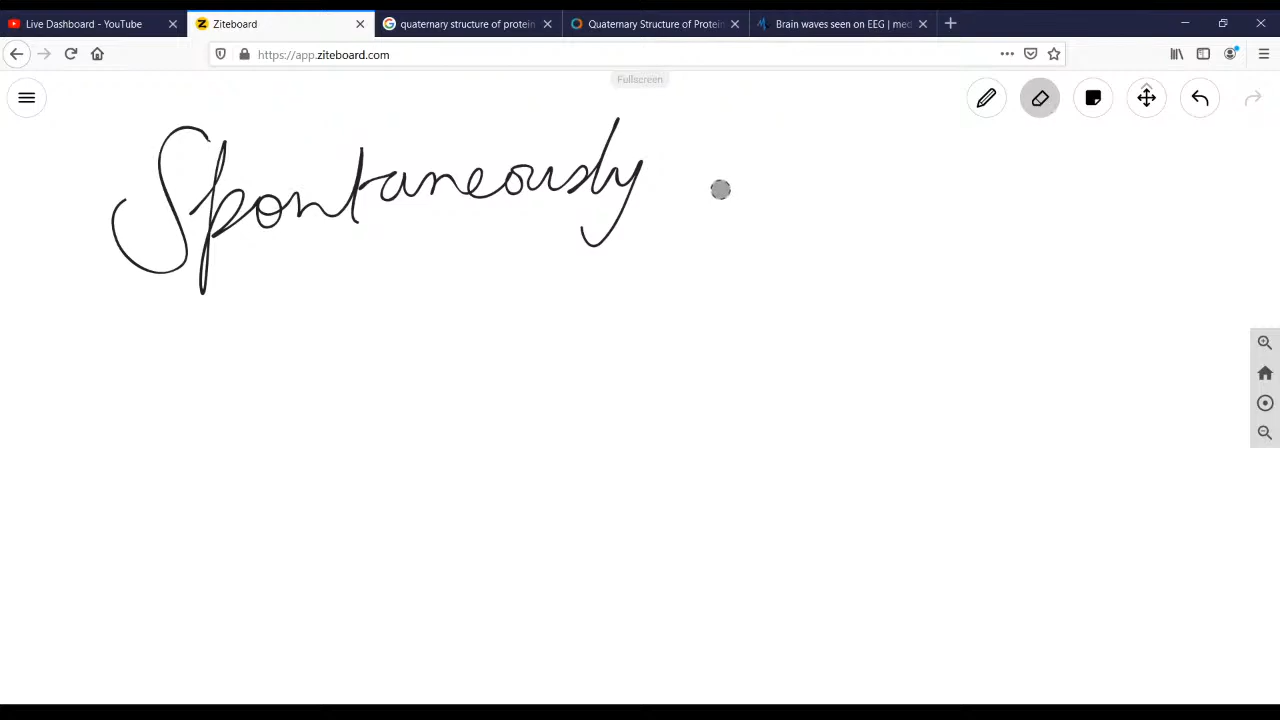 Live Dashboard - YouTube
Ziteboard
quaternary structure of protein
Quaternary Structure of Protein
Brain waves seen on EEG | med
https://app.ziteboard.com
Fullscreen
Spontaneously